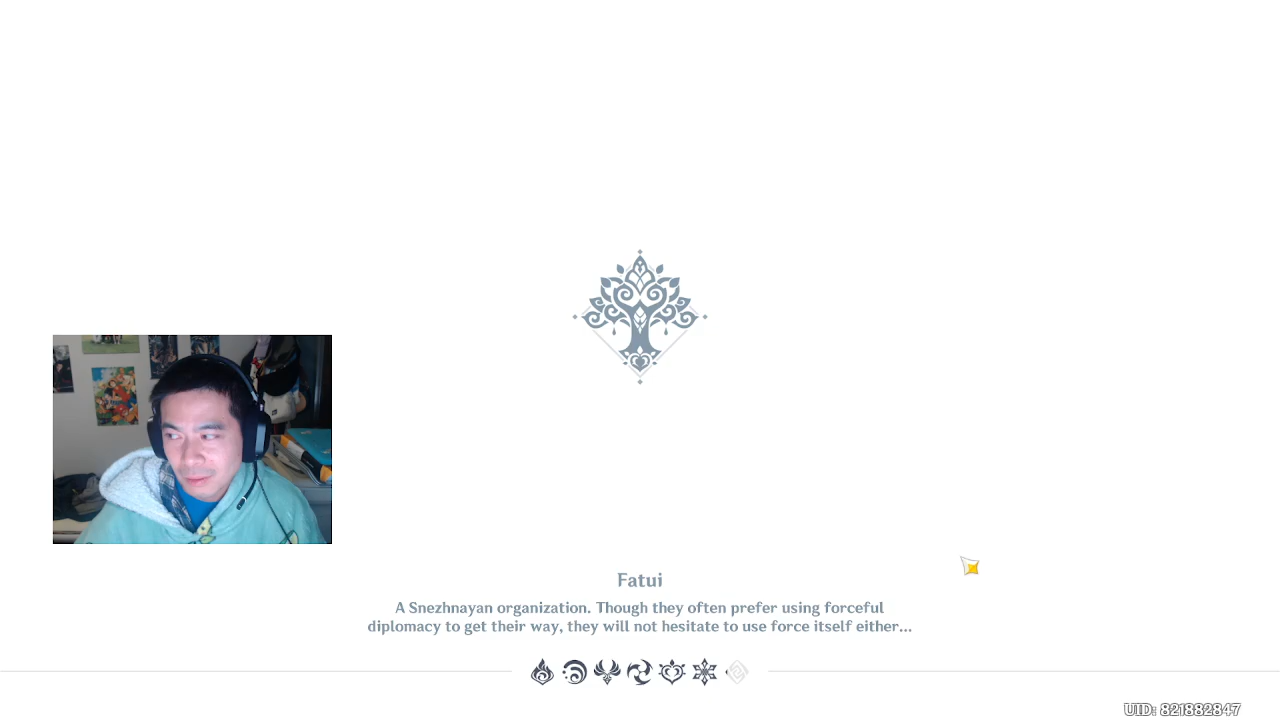 Fatui
A Snezhnayan organization. Though they often prefer using forceful
diplomacy to get their way, they will not hesitate to use force itself either...
UID: 821882847